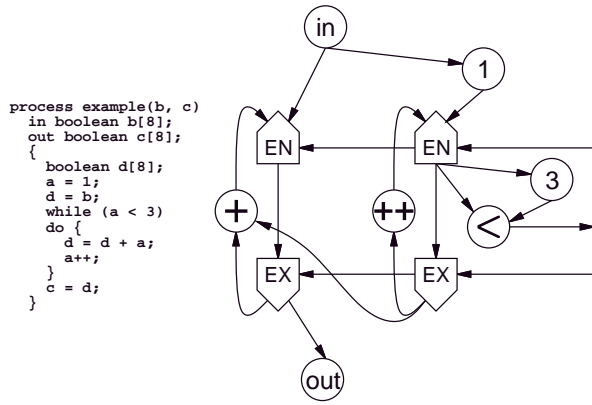 process example(b, c)
in boolean b[8];
out boolean c[8];
{
boolean d[8];
a = 1;
d = b;
while (a < 3)
do {
d = d + a;
a++;
}
c = d;
}
in
1
EN
EN
3
+
++
<
EX
EX
out